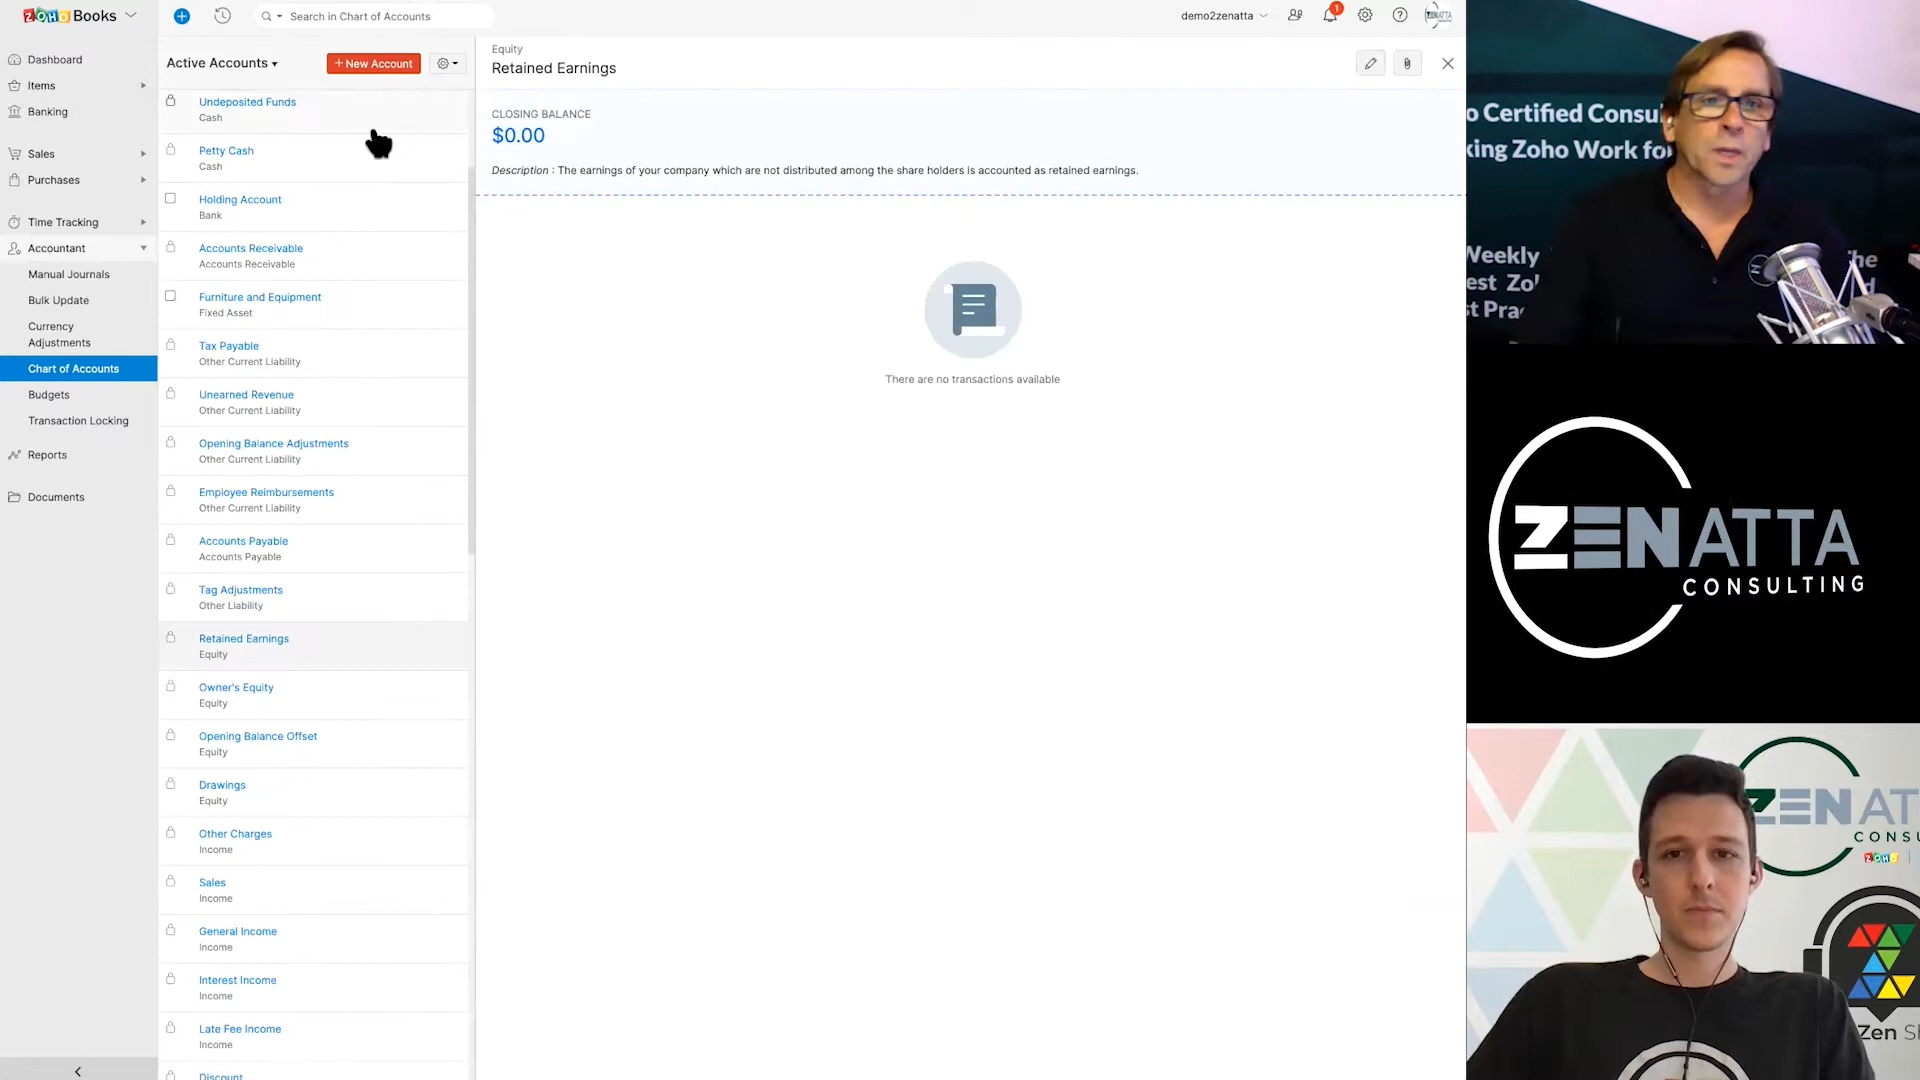 ZOHO Books
Search in Chart of Accounts
demo2zenatta
1
ZENATTA
Dashboard
Items
Banking
Sales
Purchases
Time Tracking
Accountant
Manual Journals
Bulk Update
Currency
Adjustments
Chart of Accounts
Budgets
Transaction Locking
Reports
Documents
Active Accounts
+ New Account
Undeposited Funds
Cash
Petty Cash
Cash
Holding Account
Bank
Accounts Receivable
Accounts Receivable
Furniture and Equipment
Fixed Asset
Tax Payable
Other Current Liability
Unearned Revenue
Other Current Liability
Opening Balance Adjustments
Other Current Liability
Employee Reimbursements
Other Current Liability
Accounts Payable
Accounts Payable
Tag Adjustments
Other Liability
Retained Earnings
Equity
Owner's Equity
Equity
Opening Balance Offset
Equity
Drawings
Equity
Other Charges
Income
Sales
Income
General Income
Income
Interest Income
Income
Late Fee Income
Income
Discount
Equity
Retained Earnings
CLOSING BALANCE
$0.00
Description : The earnings of your company which are not distributed among the share holders is accounted as retained earnings.
There are no transactions available
o Certified Consu
king Zoho Work fo
Weekly he
est Zo
st Pra
ZENATTA
CONSULTING
ZENAT
CONSU
ZOHO
Zen S